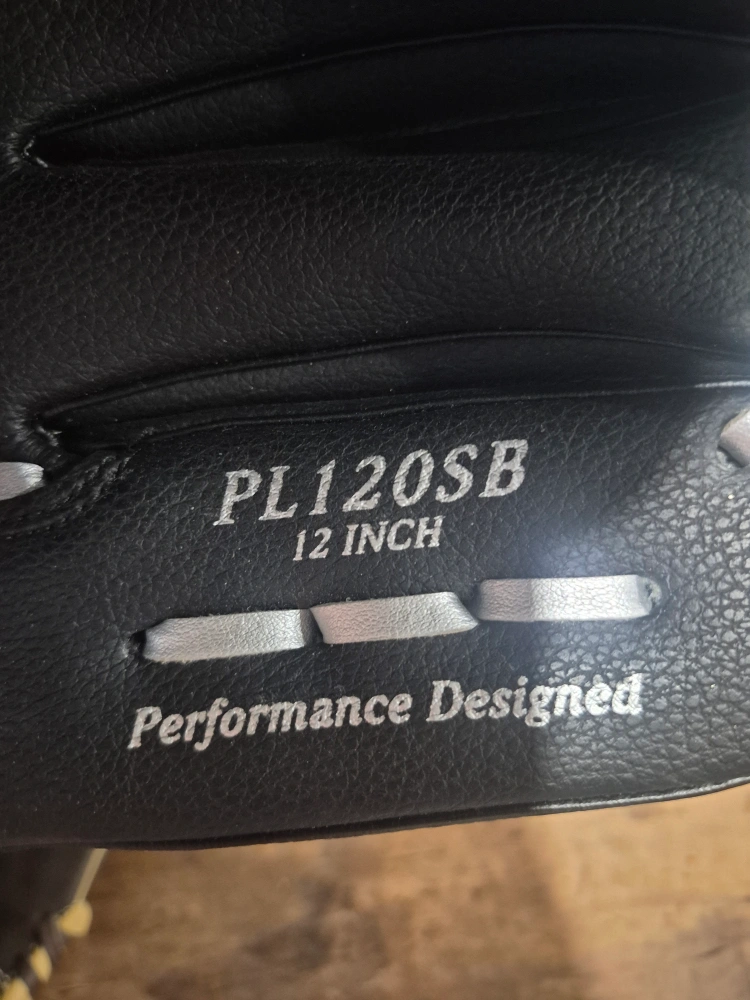 PL120SB
12 INCH
Performance Designed